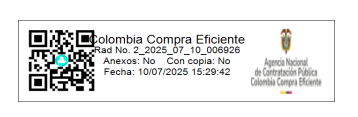 Colombia Compra Eficiente
Rad No. 2_2025_07_10_006926
Anexos: No    Con copia: No
Fecha: 10/07/2025 15:29:42
Agencia Nacional
de Contratación Pública
Colombia Compra Eficiente